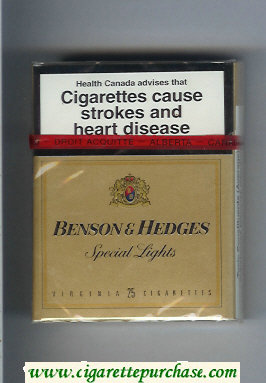 Health Canada advises that
Cigarettes cause
strokes and
heart disease
DROIT ACQUITTE — ALBERTA — CAN
BENSON & HEDGES
Special Lights
VIRGINIA 25 CIGARETTES
www.cigarettepurchase.com